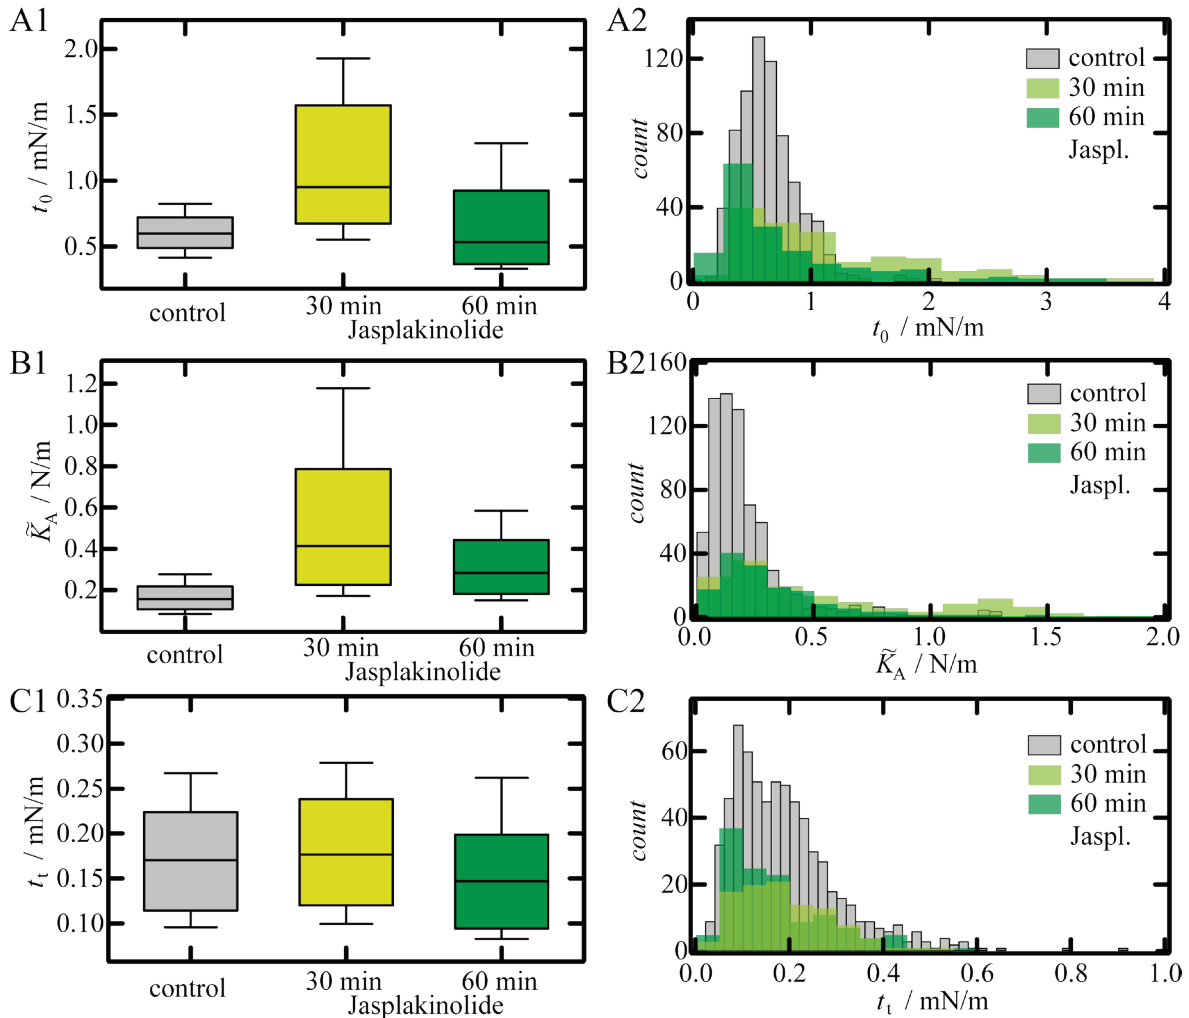 A1
t₀ / mN/m
2.0
1.5
1.0
0.5
control
30 min
60 min
Jasplakinolide
A2
count
120
80
40
0
control
30 min
60 min
Jaspl.
0
1
2
3
4
t₀ / mN/m
B1
K̃_A / N/m
1.2
1.0
0.8
0.6
0.4
0.2
control
30 min
60 min
Jasplakinolide
B2
count
160
120
80
40
0
control
30 min
60 min
Jaspl.
0.0
0.5
1.0
1.5
2.0
K̃_A / N/m
C1
t_t / mN/m
0.35
0.30
0.25
0.20
0.15
0.10
control
30 min
60 min
Jasplakinolide
C2
count
60
40
20
0
control
30 min
60 min
Jaspl.
0.0
0.2
0.4
0.6
0.8
1.0
t_t / mN/m